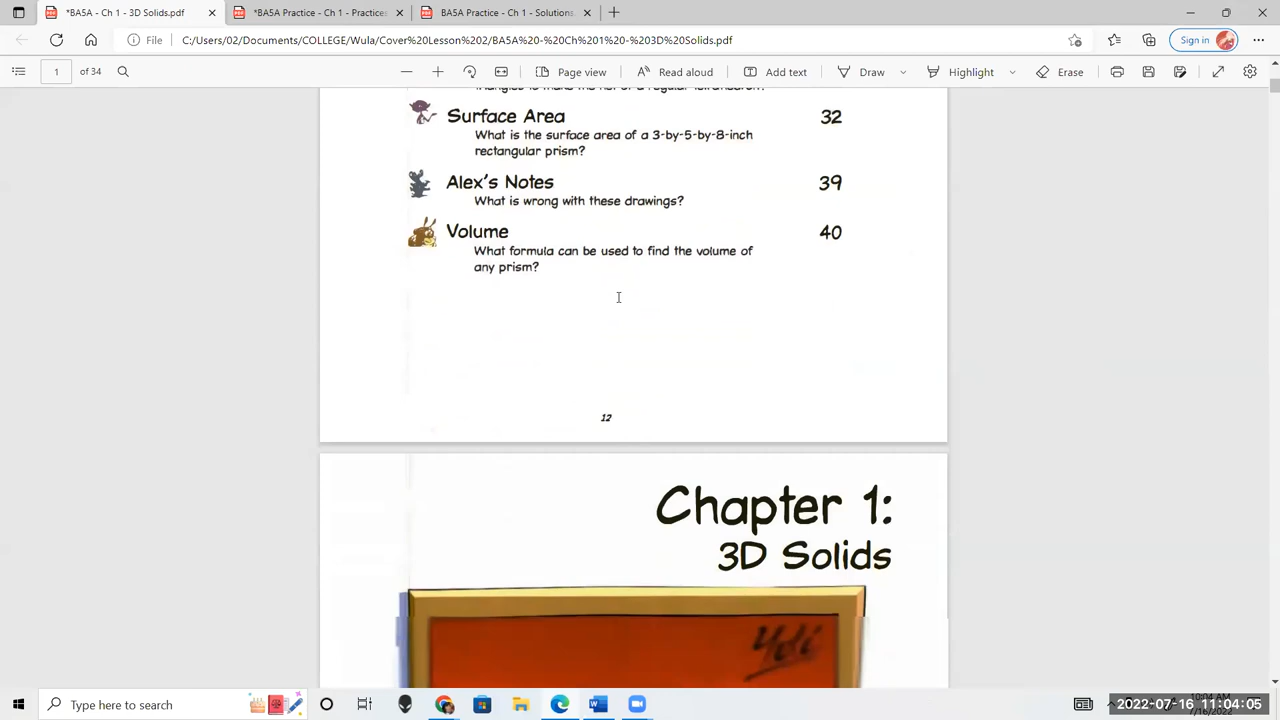 *BA5A - Ch 1 - 3D Solids.pdf
*BA5A Practice - Ch 1 - Practices
BA5A Practice - Ch 1 - Solutions.
File C:/Users/02/Documents/COLLEGE/Wula/Cover%20Lesson%202/BA5A%20-%20Ch%201%20-%203D%20Solids.pdf
Sign in
1 of 34
Page view
Read aloud
Add text
Draw
Highlight
Erase
Surface Area 32
What is the surface area of a 3-by-5-by-8-inch
rectangular prism?
Alex's Notes 39
What is wrong with these drawings?
Volume 40
What formula can be used to find the volume of
any prism?
12
Chapter 1:
3D Solids
Yeti
Type here to search
10:04 AM
2022-07-16 11:04:05